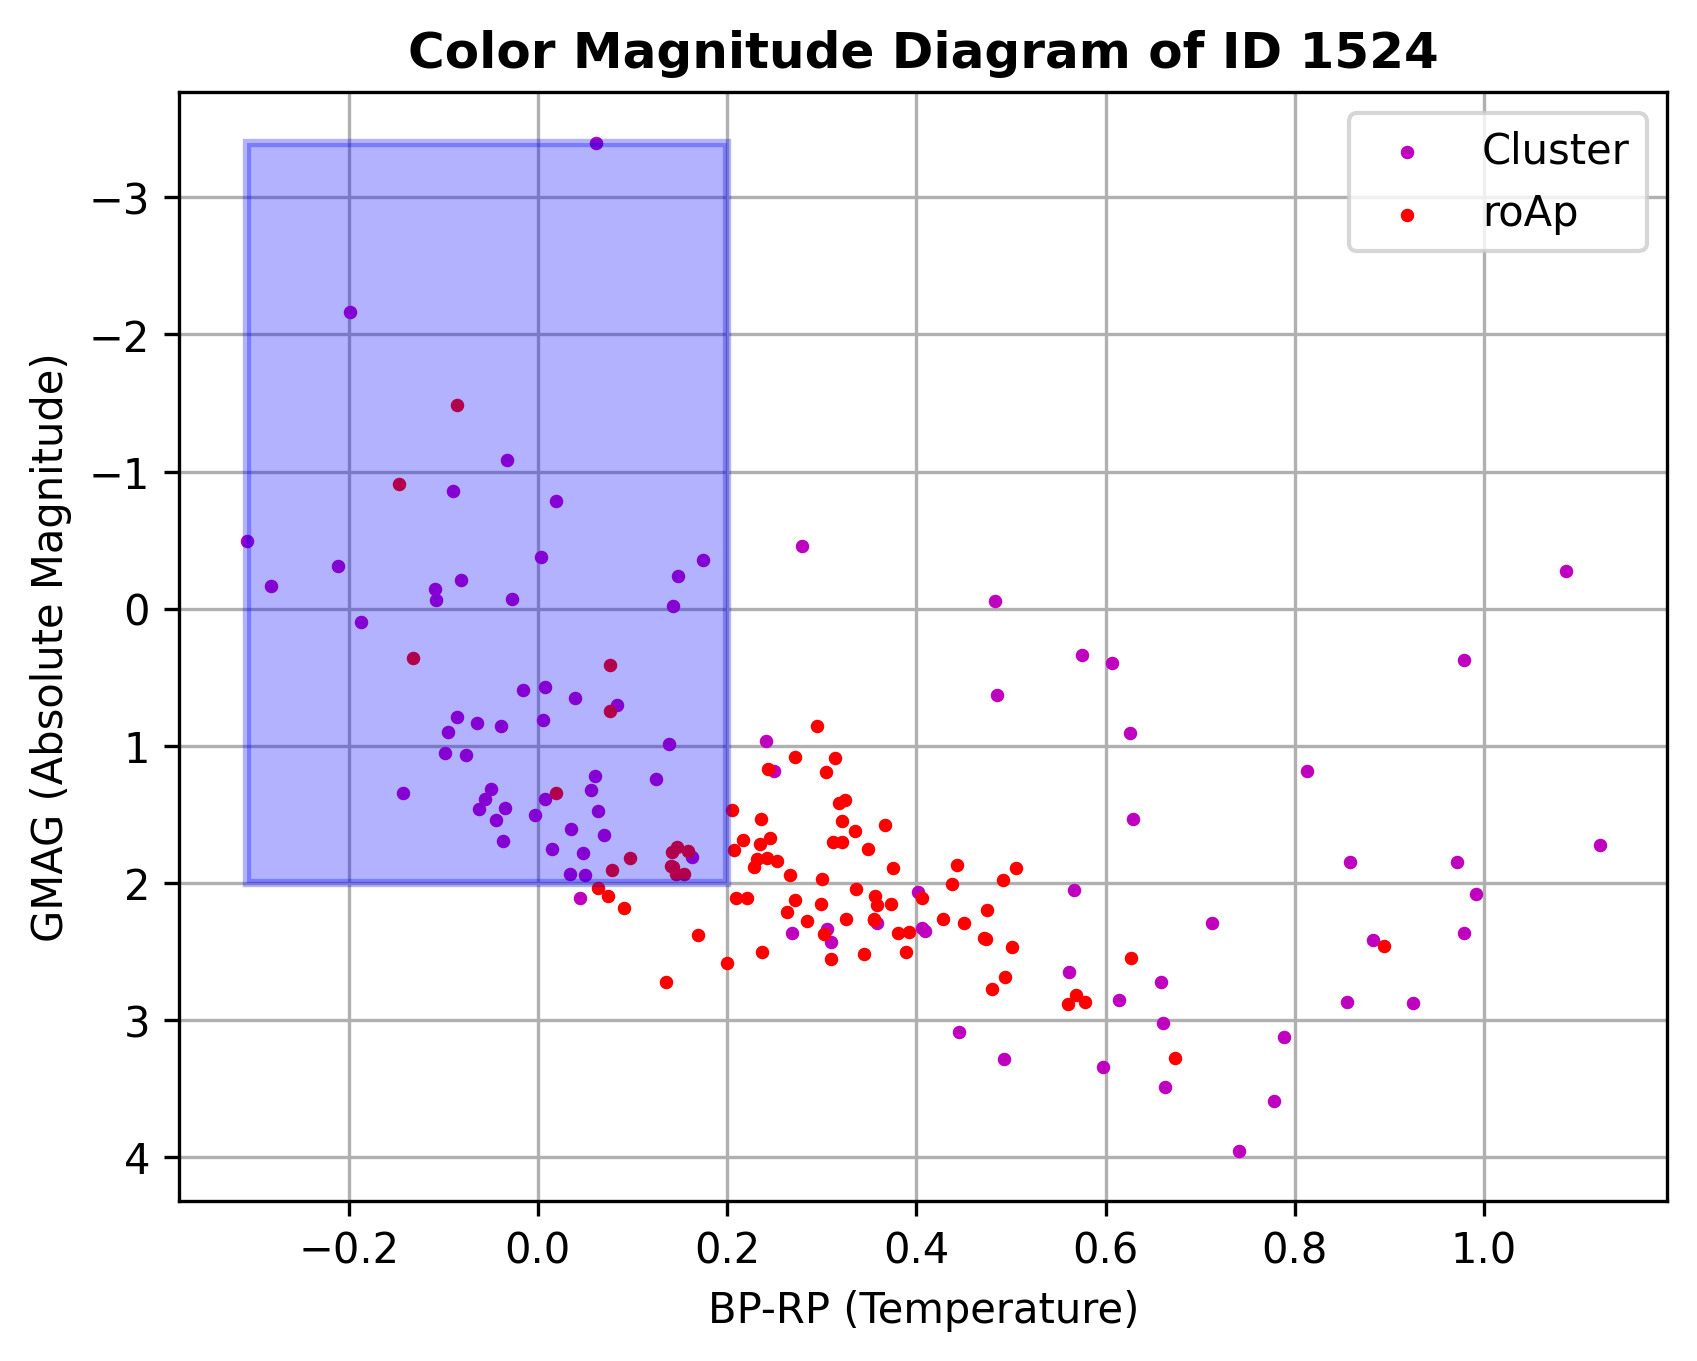 Color Magnitude Diagram of ID 1524
Cluster
roAp
GMAG (Absolute Magnitude)
−3
−2
−1
0
1
2
3
4
−0.2 0.0 0.2 0.4 0.6 0.8 1.0
BP-RP (Temperature)